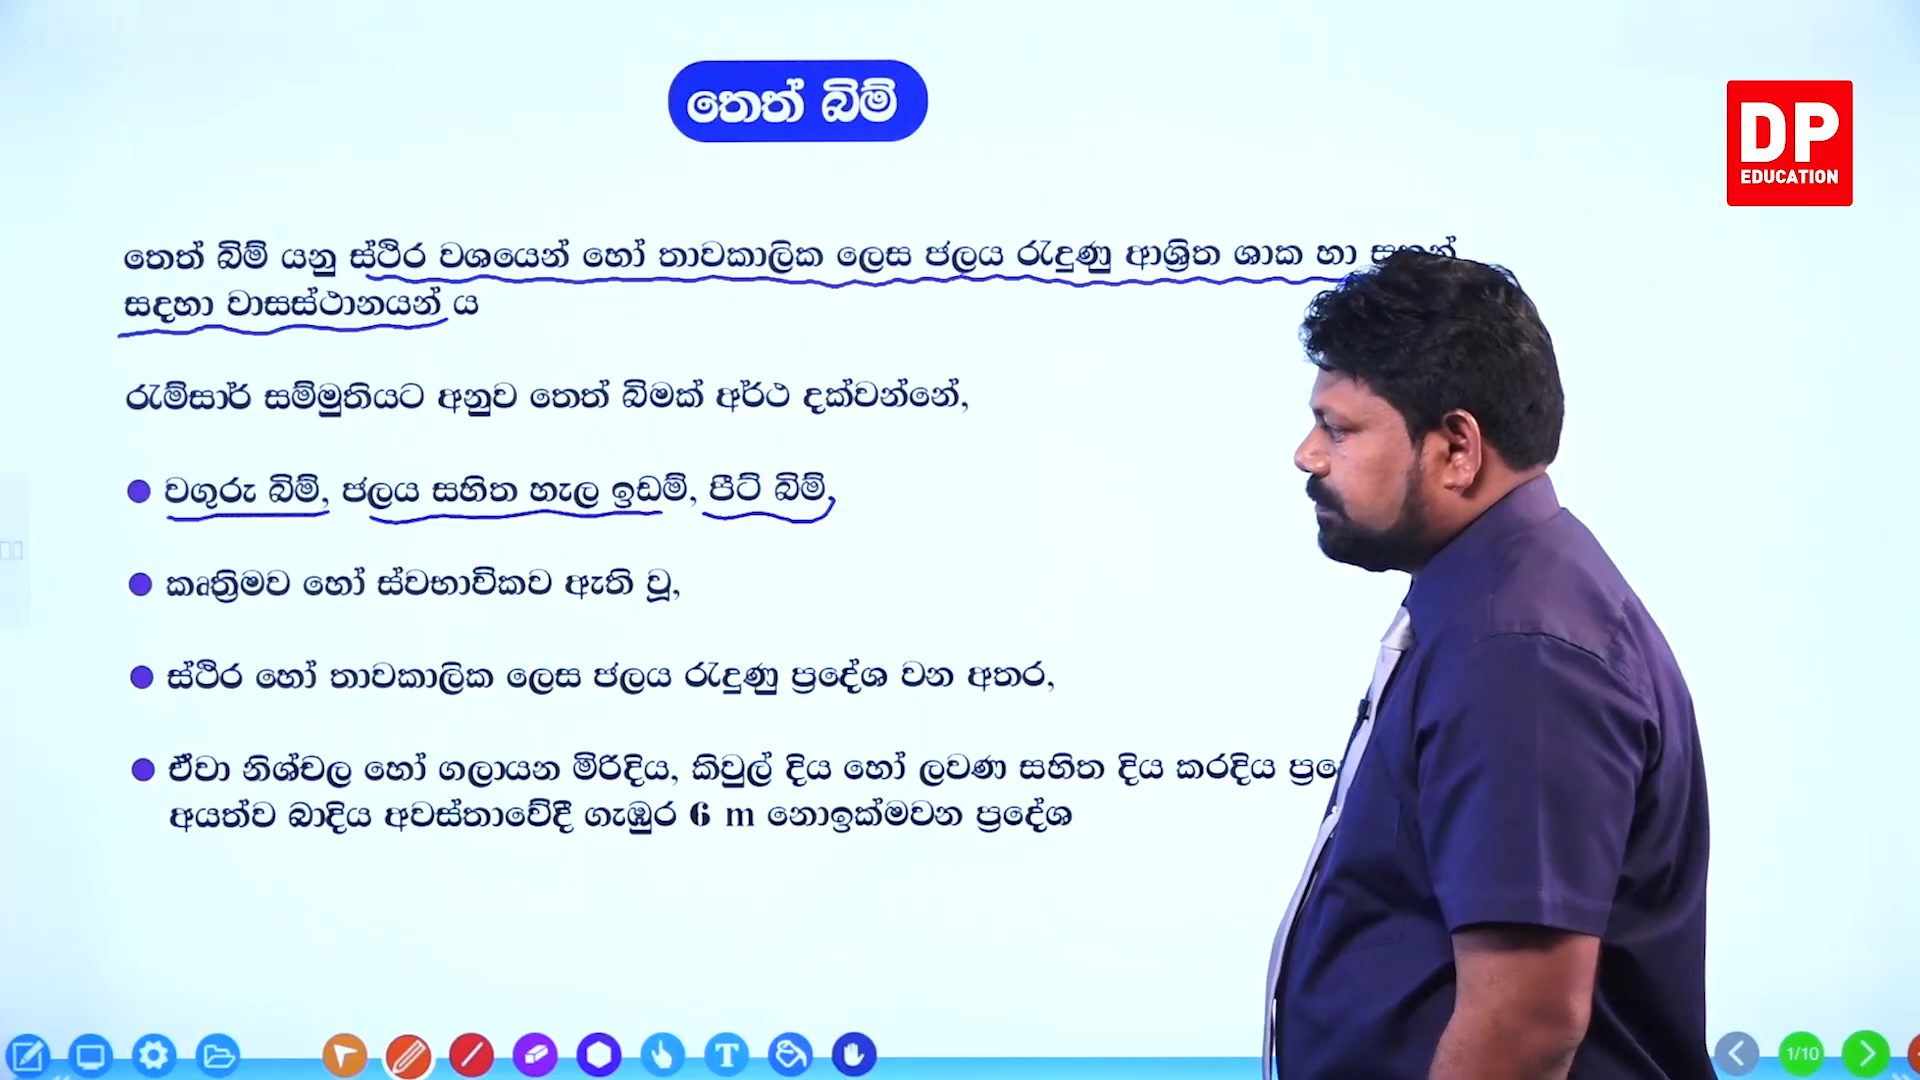 තෙත් බිම්
DP
EDUCATION
තෙත් බිම් යනු ස්ථිර වශයෙන් හෝ තාවකාලික ලෙස ජලය රැඳුණු ආශ්‍රිත ශාක හා
සදහා වාසස්ථානයන් ය
රැම්සාර් සම්මුතියට අනුව තෙත් බිමක් අර්ථ දක්වන්නේ,
වගුරු බිම්, ජලය සහිත හැල ඉඩම්, පීට් බිම්,
කෘත්‍රිමව හෝ ස්වභාවිකව ඇති වූ,
ස්ථිර හෝ තාවකාලික ලෙස ජලය රැඳුණු ප්‍රදේශ වන අතර,
ඒවා නිශ්චල හෝ ගලායන මිරිදිය, කිවුල් දිය හෝ ලවණ සහිත දිය කරදිය
අයත්ව බාදිය අවස්තාවේදී ගැඹුර 6 m නොඉක්මවන ප්‍රදේශ
T
1/10